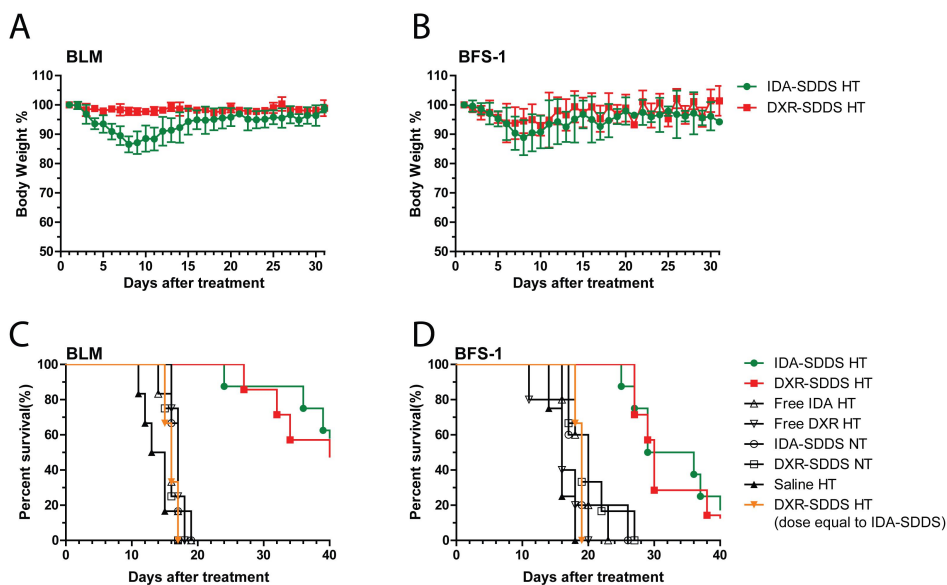 A
B
BLM
BFS-1
110
100
90
80
70
60
50
Body Weight %
0
5
10
15
20
25
30
Days after treatment
110
100
90
80
70
60
50
Body Weight %
0
5
10
15
20
25
30
Days after treatment
IDA-SDDS HT
DXR-SDDS HT
C
D
BLM
BFS-1
100
80
60
40
20
0
Percent survival(%)
0
20
40
Days after treatment
100
80
60
40
20
0
Percent survival(%)
0
20
40
Days after treatment
IDA-SDDS HT
DXR-SDDS HT
Free IDA HT
Free DXR HT
IDA-SDDS NT
DXR-SDDS NT
Saline HT
DXR-SDDS HT
(dose equal to IDA-SDDS)